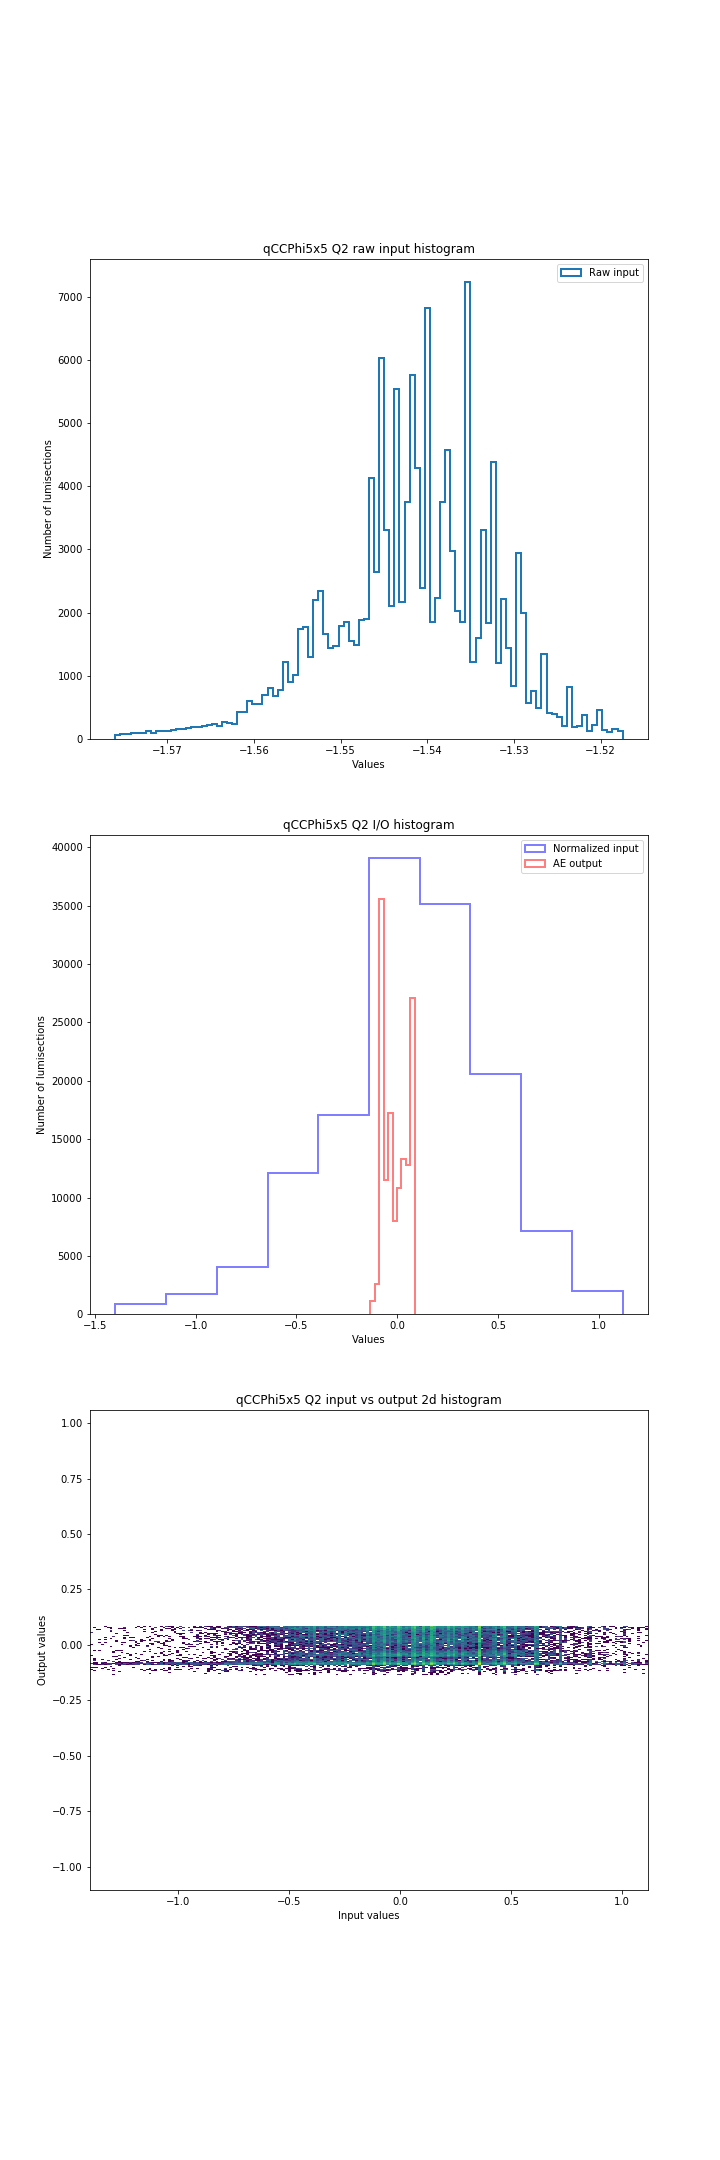 qCCPhi5x5 Q2 raw input histogram
Raw input
7000
6000
5000
4000
3000
2000
1000
0
Number of lumisections
−1.57 −1.56 −1.55 −1.54 −1.53 −1.52
Values
qCCPhi5x5 Q2 I/O histogram
Normalized input
AE output
40000
35000
30000
25000
20000
15000
10000
5000
0
Number of lumisections
−1.5 −1.0 −0.5 0.0 0.5 1.0
Values
qCCPhi5x5 Q2 input vs output 2d histogram
1.00
0.75
0.50
0.25
0.00
−0.25
−0.50
−0.75
−1.00
Output values
−1.0 −0.5 0.0 0.5 1.0
Input values